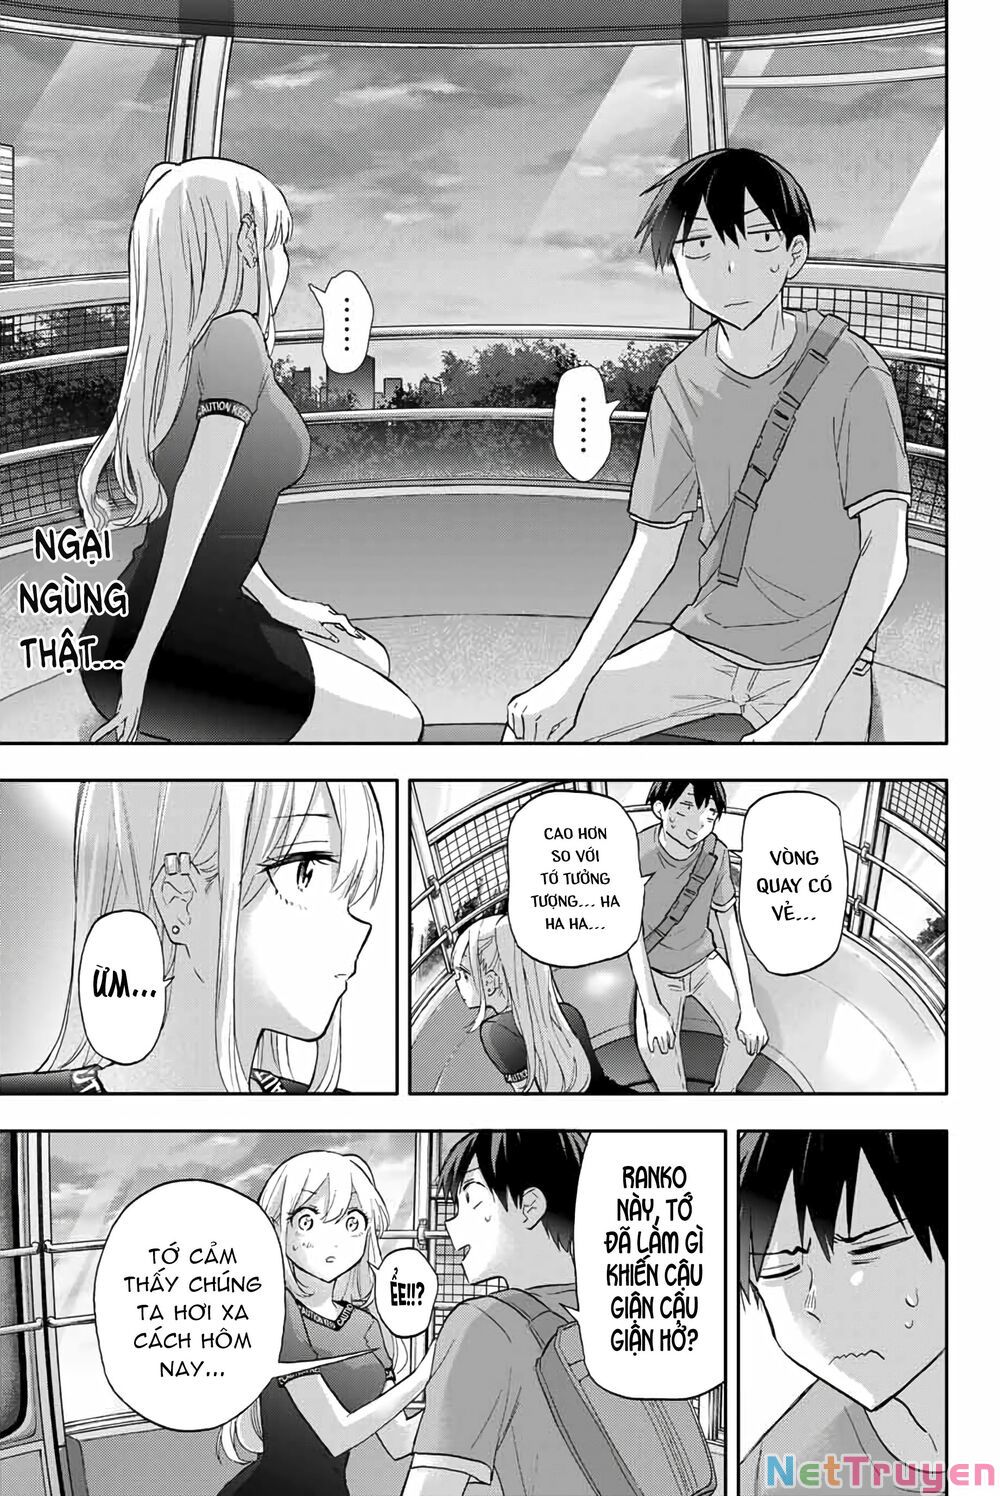 ......
......
CAUTION KEEP
NGẠI
NGÙNG
THẬT...
VÒNG
QUAY CÓ
VẺ...
CAO HƠN
SO VỚI
TỚ TƯỞNG
TƯỢNG... HA
HA HA...
ỪM...
RANKO
NÀY, TỚ
ĐÃ LÀM GÌ
KHIẾN CẬU
GIẬN CẬU
GIẬN HỞ?
ỂE!!?
TỚ CẢM
THẤY CHÚNG
TA HƠI XA
CÁCH HÔM
NAY...
NetTruyen